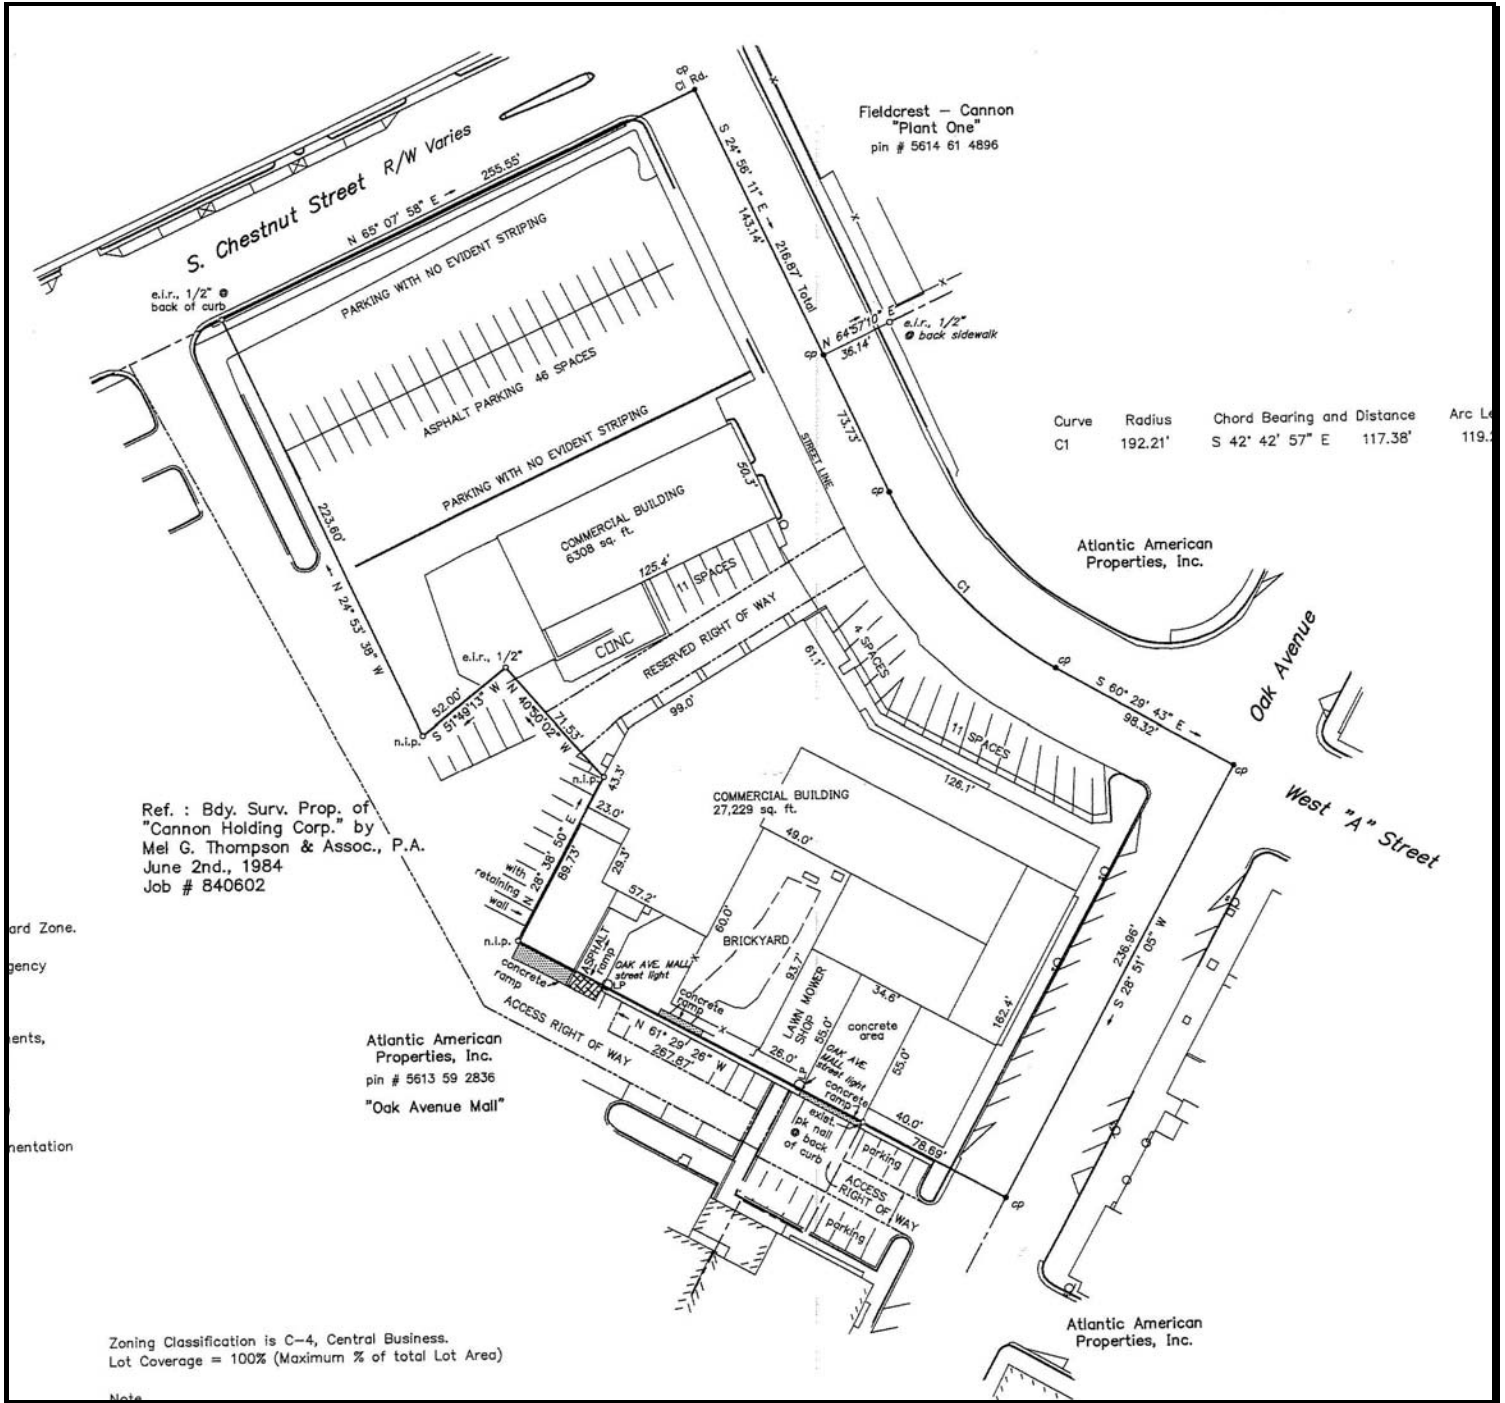 cp
Cl Rd.
Fieldcrest – Cannon
"Plant One"
pin # 5614 61 4896
S. Chestnut Street R/W Varies
N 65° 07' 58" E
255.55'
S 24° 56' 11" E
143.14'
216.87' Total
e.i.r., 1/2" @
back of curb
PARKING WITH NO EVIDENT STRIPING
ASPHALT PARKING 46 SPACES
PARKING WITH NO EVIDENT STRIPING
N 64°57'10" E
36.14'
e.i.r., 1/2"
@ back sidewalk
cp
73.73'
STREET LINE
cp
Curve Radius Chord Bearing and Distance Arc
C1 192.21' S 42° 42' 57" E 117.38' 119.
50.3'
COMMERCIAL BUILDING
6308 sq. ft.
125.4'
11 SPACES
CONC
RESERVED RIGHT OF WAY
223.60'
N 24° 53' 38" W
Atlantic American
Properties, Inc.
C1
cp
S 60° 29' 43" E
98.32'
Oak Avenue
cp
West "A" Street
4 SPACES
61.1'
99.0'
11 SPACES
126.1'
e.i.r., 1/2"
52.00'
S 51°49'13" W
N 40°50'02" W
71.53'
n.i.p.
n.i.p.
43.3'
23.0'
29.3'
57.2'
N 28° 38' 50" E
89.73'
with
retaining
wall
n.i.p.
COMMERCIAL BUILDING
27,229 sq. ft.
49.0'
60.0'
BRICKYARD
93.7'
LAWN MOWER
SHOP
34.6'
55.0'
concrete
area
55.0'
162.4'
26.0'
40.0'
78.69'
236.96'
S 28° 51' 05" W
Ref. : Bdy. Surv. Prop. of
"Cannon Holding Corp." by
Mel G. Thompson & Assoc., P.A.
June 2nd., 1984
Job # 840602
ard Zone.
gency
ents,
mentation
ASPHALT
ramp
concrete
ramp
OAK AVE. MALL
street light
LP
concrete
ramp
ACCESS RIGHT OF WAY
N 61° 29' 26" W
267.87'
OAK AVE.
MALL
street light
LP
concrete
ramp
exist.
pk nail
@ back
of curb
parking
ACCESS
RIGHT OF WAY
parking
cp
Atlantic American
Properties, Inc.
pin # 5613 59 2836
"Oak Avenue Mall"
Atlantic American
Properties, Inc.
Zoning Classification is C–4, Central Business.
Lot Coverage = 100% (Maximum % of total Lot Area)
Note